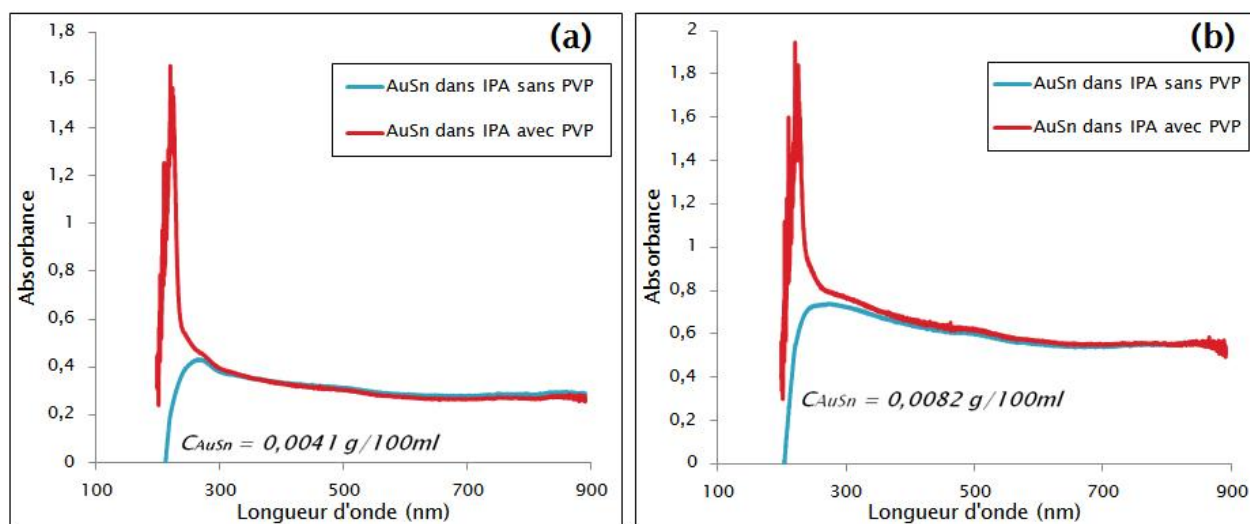 (a)
AuSn dans IPA sans PVP
AuSn dans IPA avec PVP
Absorbance
1,8
1,6
1,4
1,2
1
0,8
0,6
0,4
0,2
0
CAuSn = 0,0041 g/100ml
100
300
500
700
900
Longueur d'onde (nm)
(b)
AuSn dans IPA sans PVP
AuSn dans IPA avec PVP
Absorbance
2
1,8
1,6
1,4
1,2
1
0,8
0,6
0,4
0,2
0
CAuSn = 0,0082 g/100ml
100
300
500
700
900
Longueur d'onde (nm)